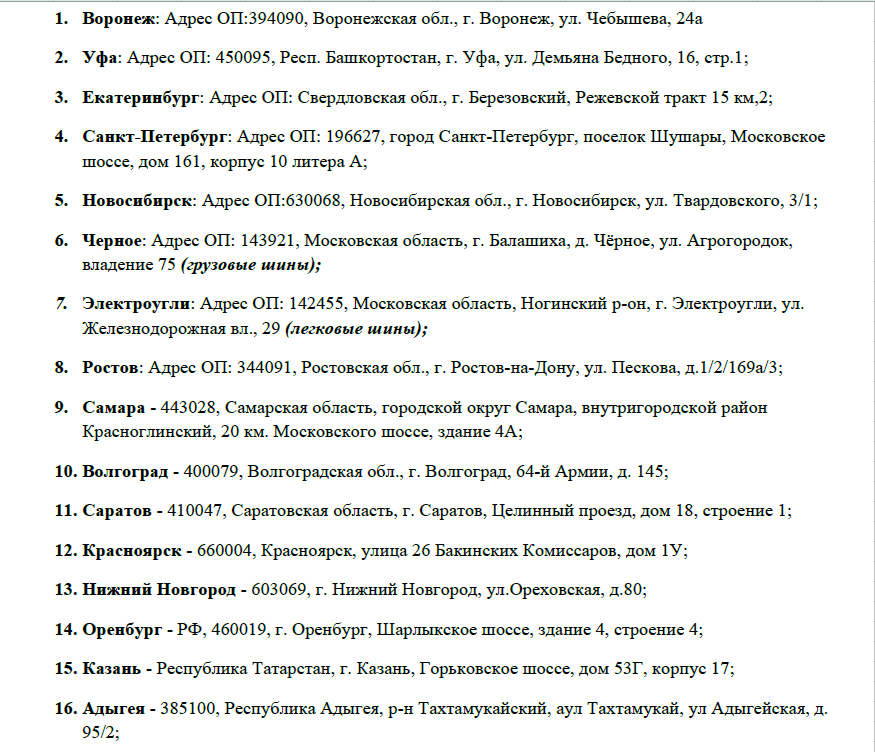 1. Воронеж: Адрес ОП:394090, Воронежская обл., г. Воронеж, ул. Чебышева, 24а
2. Уфа: Адрес ОП: 450095, Респ. Башкортостан, г. Уфа, ул. Демьяна Бедного, 16, стр.1;
3. Екатеринбург: Адрес ОП: Свердловская обл., г. Березовский, Режевской тракт 15 км,2;
4. Санкт-Петербург: Адрес ОП: 196627, город Санкт-Петербург, поселок Шушары, Московское
шоссе, дом 161, корпус 10 литера А;
5. Новосибирск: Адрес ОП:630068, Новосибирская обл., г. Новосибирск, ул. Твардовского, 3/1;
6. Черное: Адрес ОП: 143921, Московская область, г. Балашиха, д. Чёрное, ул. Агрогородок,
владение 75 (грузовые шины);
7. Электроугли: Адрес ОП: 142455, Московская область, Ногинский р-он, г. Электроугли, ул.
Железнодорожная вл., 29 (легковые шины);
8. Ростов: Адрес ОП: 344091, Ростовская обл., г. Ростов-на-Дону, ул. Пескова, д.1/2/169а/3;
9. Самара - 443028, Самарская область, городской округ Самара, внутригородской район
Красноглинский, 20 км. Московского шоссе, здание 4А;
10. Волгоград - 400079, Волгоградская обл., г. Волгоград, 64-й Армии, д. 145;
11. Саратов - 410047, Саратовская область, г. Саратов, Целинный проезд, дом 18, строение 1;
12. Красноярск - 660004, Красноярск, улица 26 Бакинских Комиссаров, дом 1У;
13. Нижний Новгород - 603069, г. Нижний Новгород, ул.Ореховская, д.80;
14. Оренбург - РФ, 460019, г. Оренбург, Шарлыкское шоссе, здание 4, строение 4;
15. Казань - Республика Татарстан, г. Казань, Горьковское шоссе, дом 53Г, корпус 17;
16. Адыгея - 385100, Республика Адыгея, р-н Тахтамукайский, аул Тахтамукай, ул Адыгейская, д.
95/2;